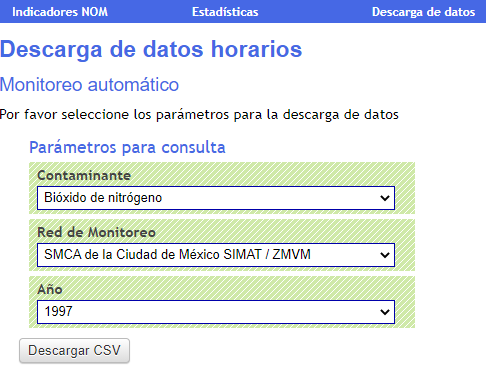 Indicadores NOM Estadísticas Descarga de datos
Descarga de datos horarios
Monitoreo automático
Por favor seleccione los parámetros para la descarga de datos
Parámetros para consulta
Contaminante
Bióxido de nitrógeno
Red de Monitoreo
SMCA de la Ciudad de México SIMAT / ZMVM
Año
1997
Descargar CSV